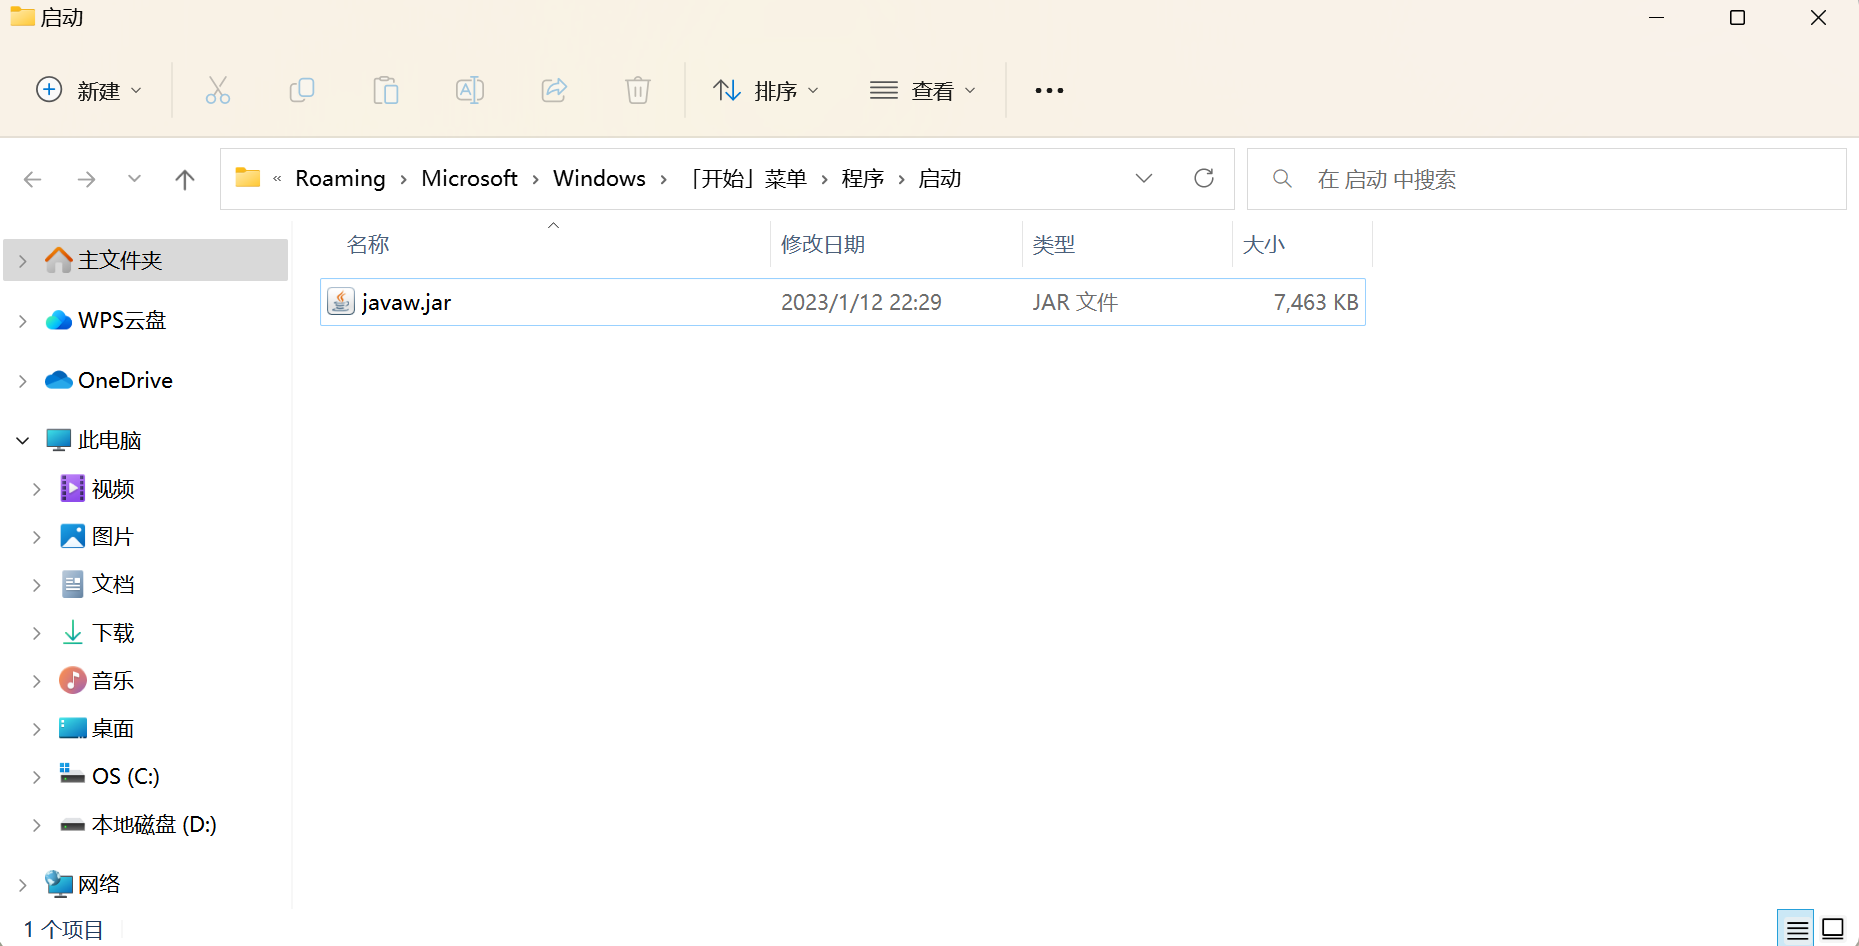 启动
新建
排序
查看
« Roaming › Microsoft › Windows › 「开始」菜单 › 程序 › 启动
在 启动 中搜索
名称 修改日期 类型 大小
javaw.jar 2023/1/12 22:29 JAR 文件 7,463 KB
主文件夹
WPS云盘
OneDrive
此电脑
视频
图片
文档
下载
音乐
桌面
OS (C:)
本地磁盘 (D:)
网络
1 个项目